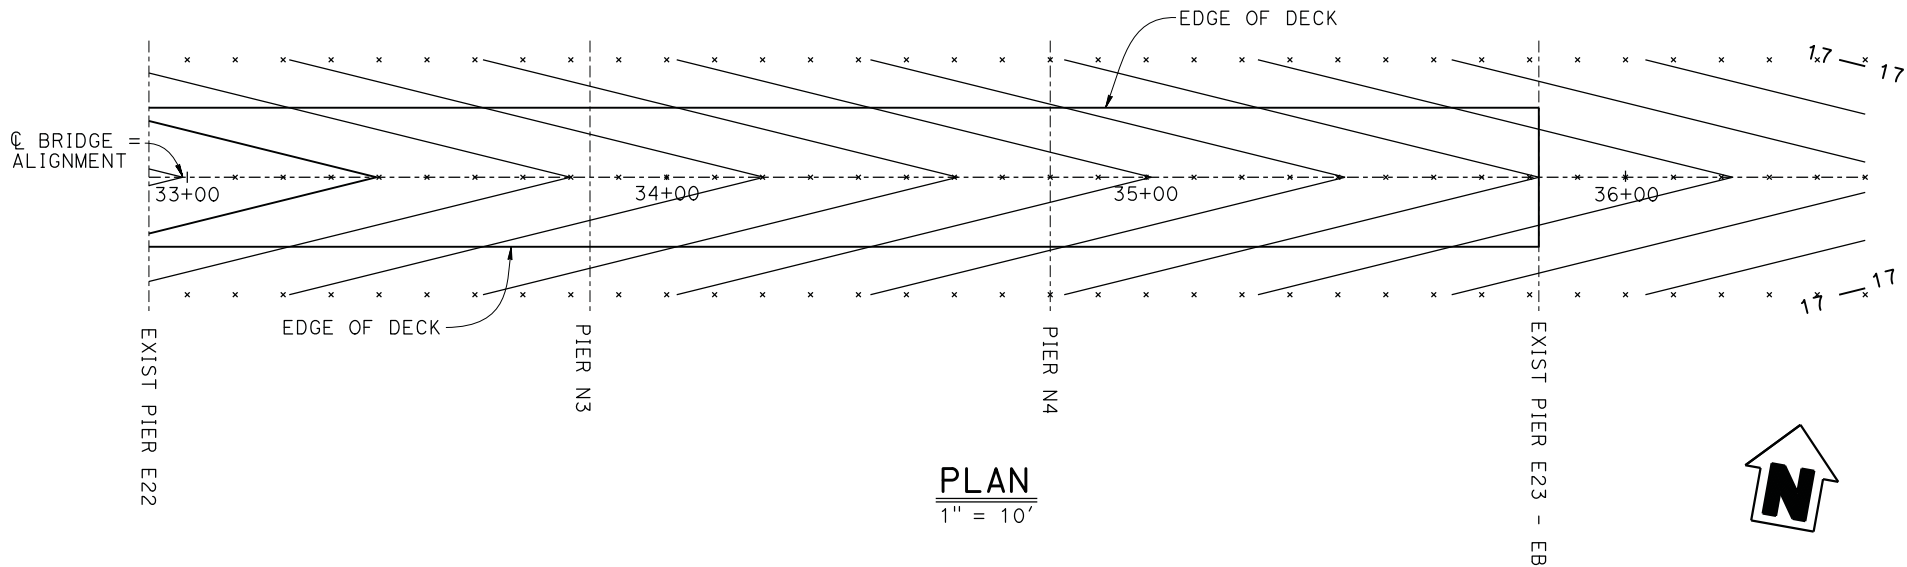 EDGE OF DECK
17
17
℄ BRIDGE =
ALIGNMENT
33+00
34+00
35+00
36+00
17
17
EDGE OF DECK
EXIST PIER E22
PIER N3
PIER N4
EXIST PIER E23 - EB
PLAN
1" = 10'
N